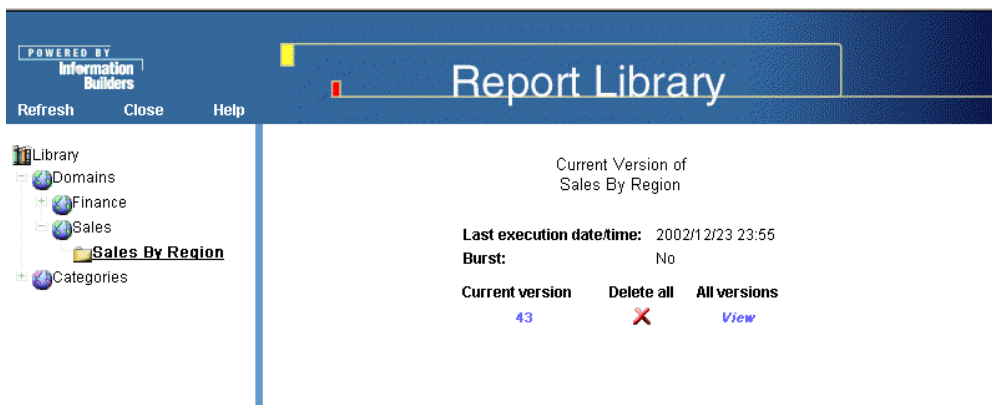 POWERED BY
Information
Builders
Report Library
Refresh Close Help
Library
Domains
Finance
Sales
Sales By Region
Categories
Current Version of
Sales By Region
Last execution date/time: 2002/12/23 23:55
Burst: No
Current version Delete all All versions
43 View